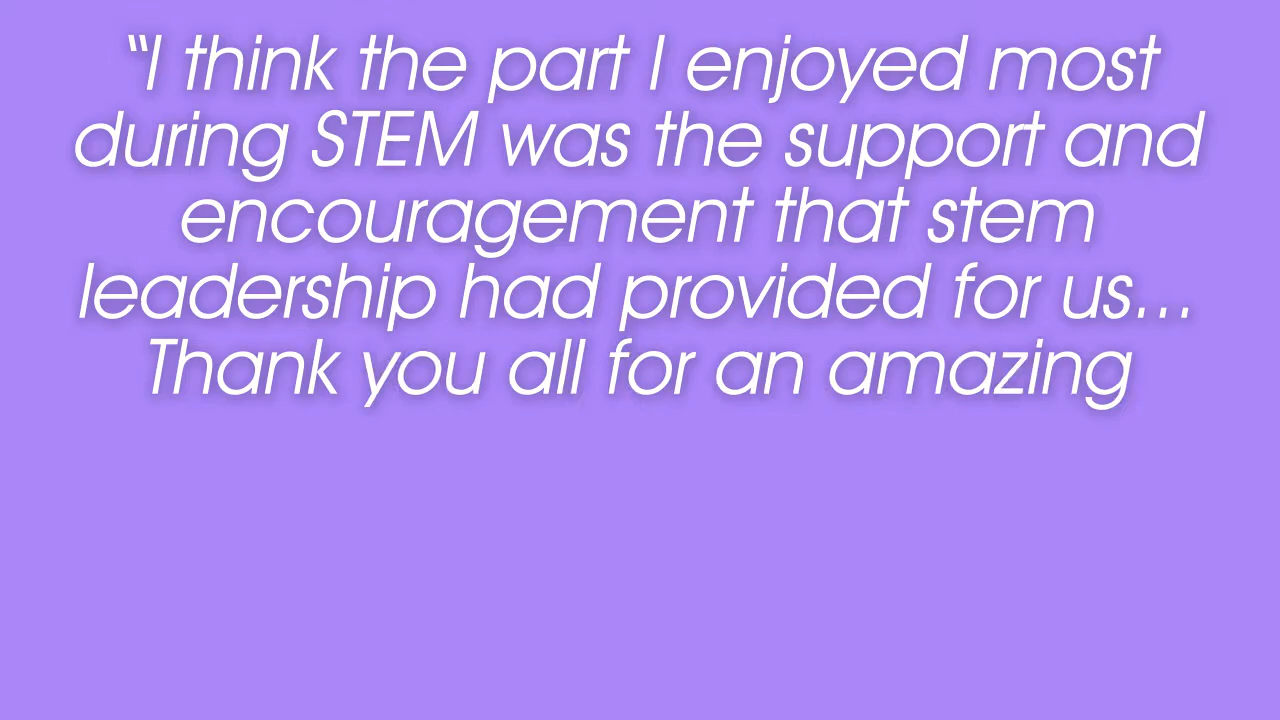 “I think the part I enjoyed most
during STEM was the support and
encouragement that stem
leadership had provided for us...
Thank you all for an amazing